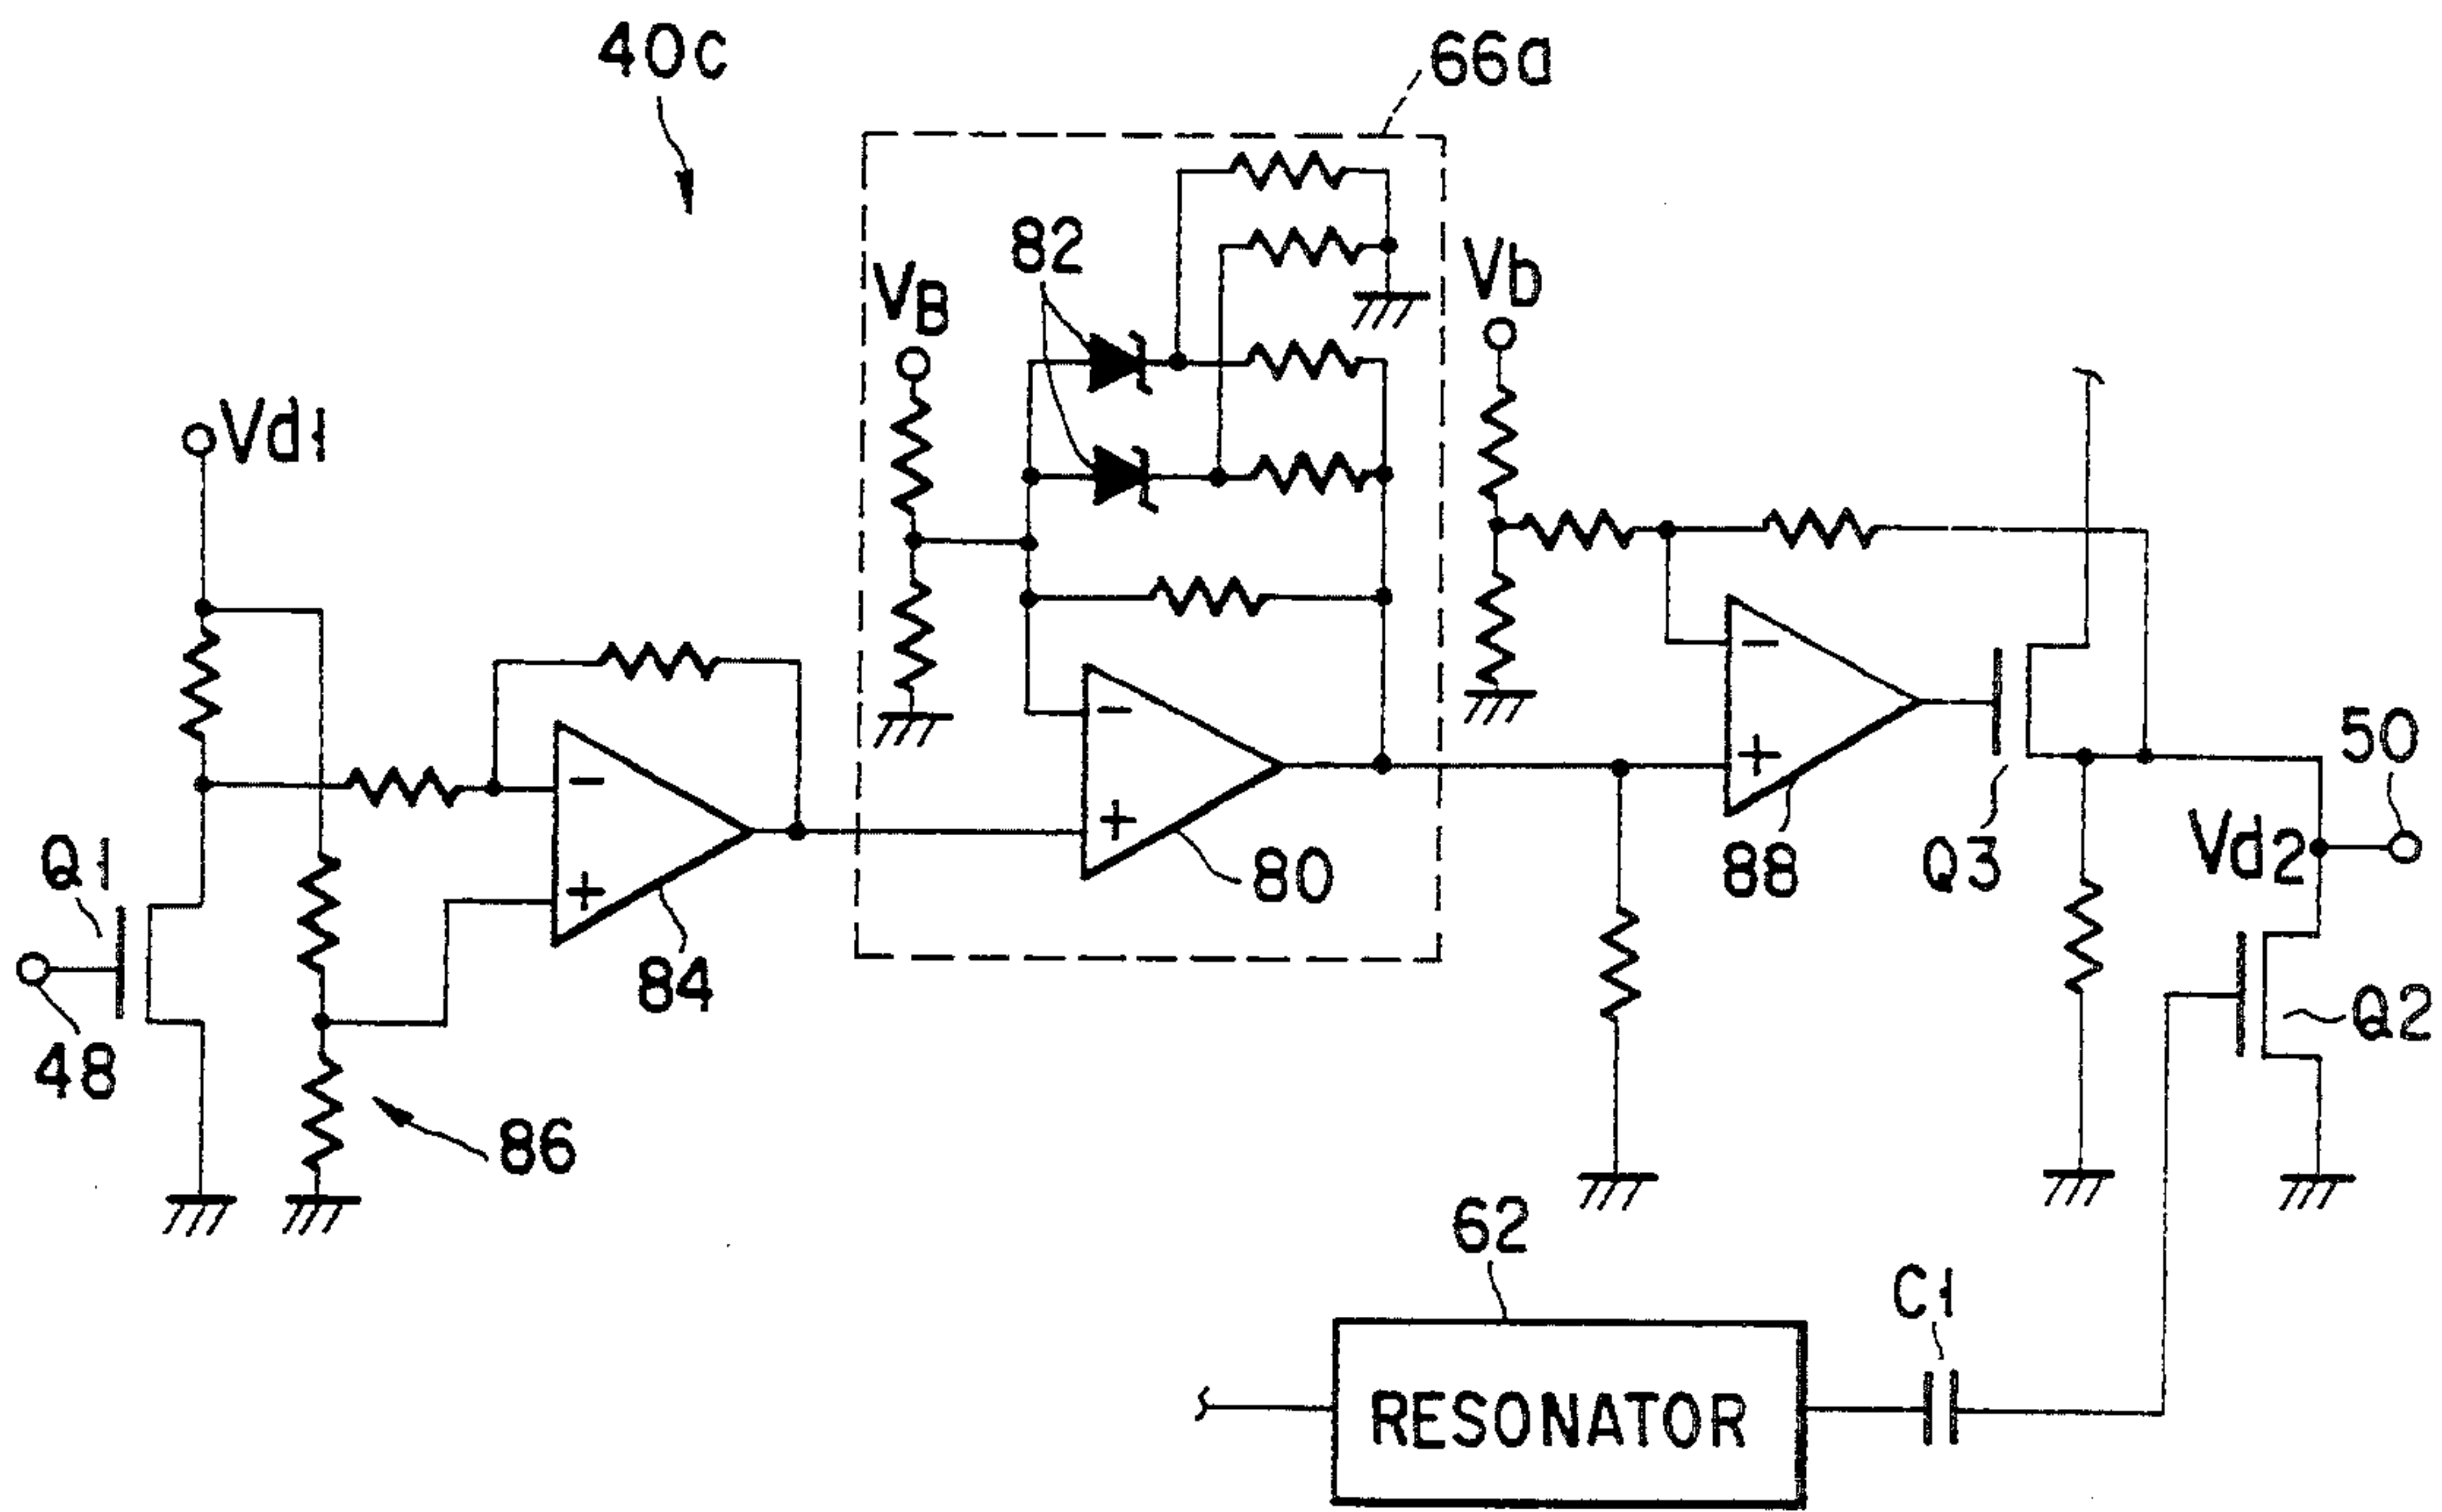 40c
66a
82
VB
Vb
Vd1
-
+
84
-
+
80
-
+
88
Q3
50
Vd2
Q1
48
86
Q2
62
C1
RESONATOR